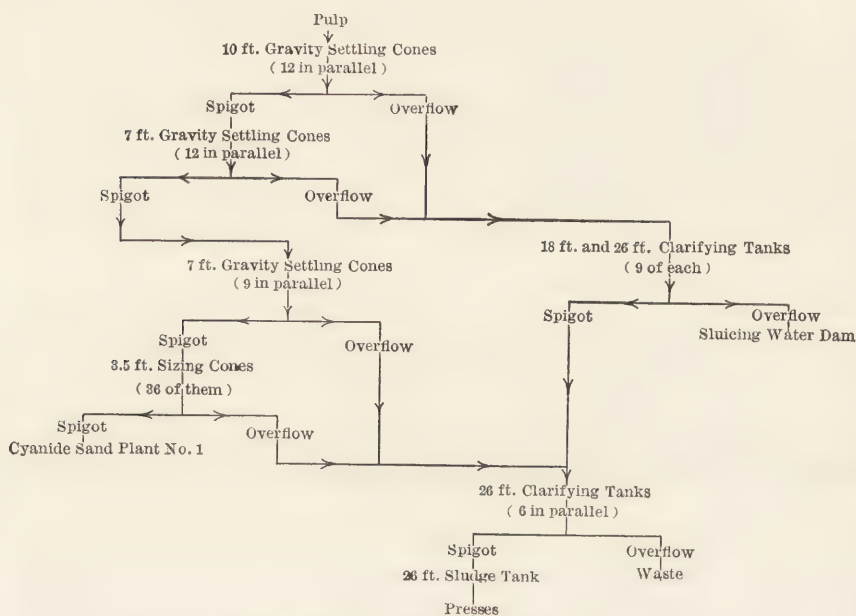 Pulp
10 ft. Gravity Settling Cones
( 12 in parallel )
Spigot
Overflow
7 ft. Gravity Settling Cones
( 12 in parallel )
Spigot
Overflow
18 ft. and 26 ft. Clarifying Tanks
( 9 of each )
7 ft. Gravity Settling Cones
( 9 in parallel )
Spigot
Overflow
Sluicing Water Dam
Spigot
Overflow
3.5 ft. Sizing Cones
( 36 of them )
Spigot
Overflow
Cyanide Sand Plant No. 1
26 ft. Clarifying Tanks
( 6 in parallel )
Spigot
Overflow
26 ft. Sludge Tank
Waste
Presses